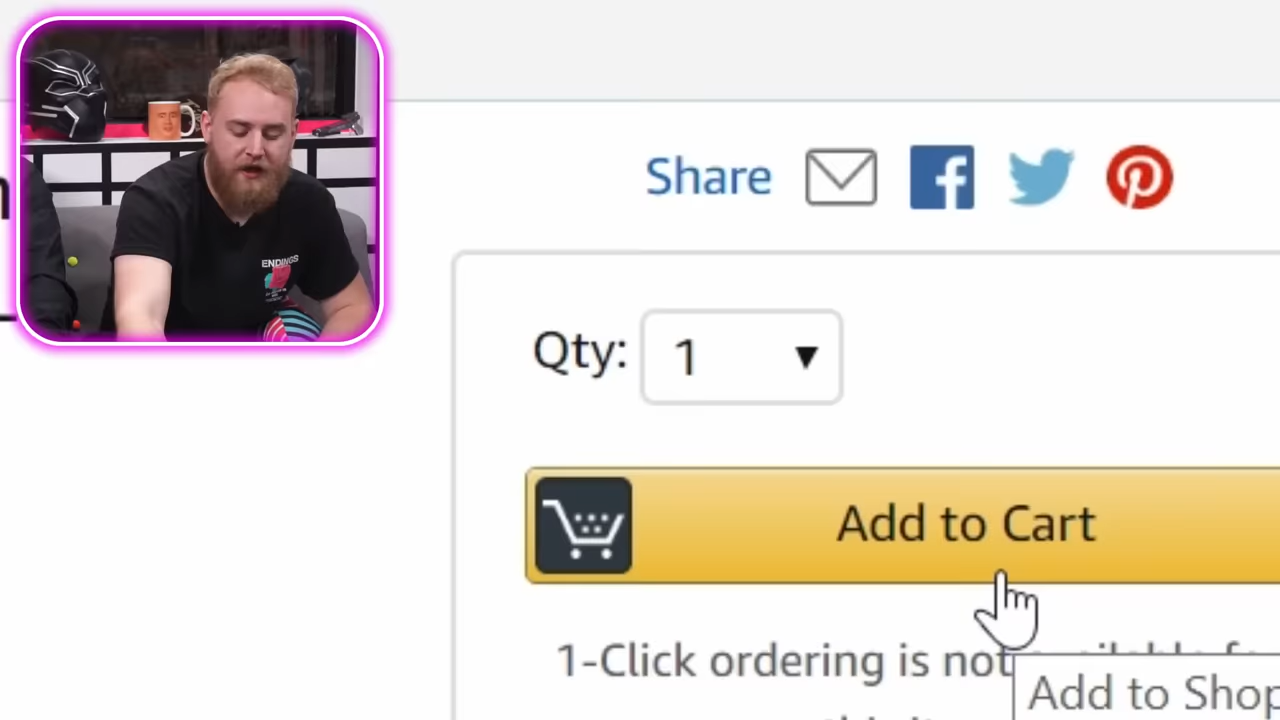 Share
Qty: 1
Add to Cart
1-Click ordering is not
Add to Shop
ENDINGS